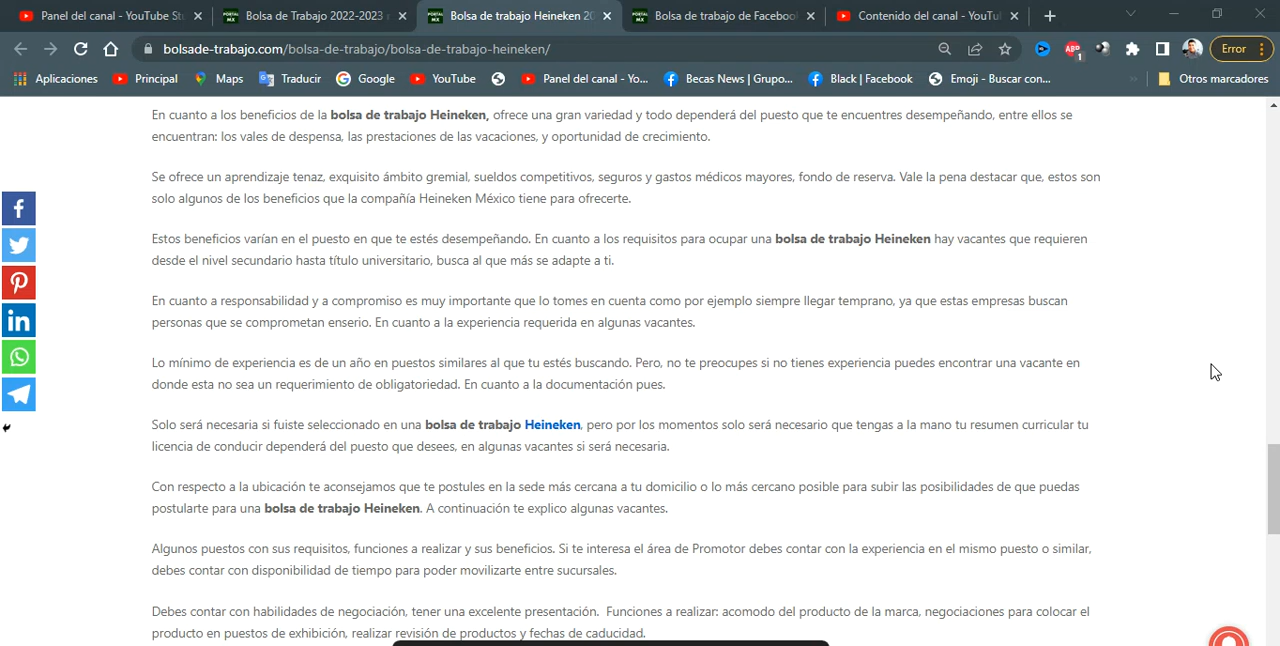 Panel del canal - YouTube St
Bolsa de Trabajo 2022-2023
Bolsa de trabajo Heineken 20
Bolsa de trabajo de Facebook
Contenido del canal - YouTu
bolsade-trabajo.com/bolsa-de-trabajo/bolsa-de-trabajo-heineken/
ABP
1
Error
Aplicaciones
Principal
Maps
Traducir
Google
YouTube
Panel del canal - Yo...
Becas News | Grupo...
Black | Facebook
Emoji - Buscar con...
Otros marcadores
En cuanto a los beneficios de la bolsa de trabajo Heineken, ofrece una gran variedad y todo dependerá del puesto que te encuentres desempeñando, entre ellos se
encuentran: los vales de despensa, las prestaciones de las vacaciones, y oportunidad de crecimiento.
Se ofrece un aprendizaje tenaz, exquisito ámbito gremial, sueldos competitivos, seguros y gastos médicos mayores, fondo de reserva. Vale la pena destacar que, estos son
solo algunos de los beneficios que la compañía Heineken México tiene para ofrecerte.
Estos beneficios varían en el puesto en que te estés desempeñando. En cuanto a los requisitos para ocupar una bolsa de trabajo Heineken hay vacantes que requieren
desde el nivel secundario hasta título universitario, busca al que más se adapte a ti.
En cuanto a responsabilidad y a compromiso es muy importante que lo tomes en cuenta como por ejemplo siempre llegar temprano, ya que estas empresas buscan
personas que se comprometan enserio. En cuanto a la experiencia requerida en algunas vacantes.
Lo mínimo de experiencia es de un año en puestos similares al que tu estés buscando. Pero, no te preocupes si no tienes experiencia puedes encontrar una vacante en
donde esta no sea un requerimiento de obligatoriedad. En cuanto a la documentación pues.
Solo será necesaria si fuiste seleccionado en una bolsa de trabajo Heineken, pero por los momentos solo será necesario que tengas a la mano tu resumen curricular tu
licencia de conducir dependerá del puesto que desees, en algunas vacantes si será necesaria.
Con respecto a la ubicación te aconsejamos que te postules en la sede más cercana a tu domicilio o lo más cercano posible para subir las posibilidades de que puedas
postularte para una bolsa de trabajo Heineken. A continuación te explico algunas vacantes.
Algunos puestos con sus requisitos, funciones a realizar y sus beneficios. Si te interesa el área de Promotor debes contar con la experiencia en el mismo puesto o similar,
debes contar con disponibilidad de tiempo para poder movilizarte entre sucursales.
Debes contar con habilidades de negociación, tener una excelente presentación. Funciones a realizar: acomodo del producto de la marca, negociaciones para colocar el
producto en puestos de exhibición, realizar revisión de productos y fechas de caducidad.